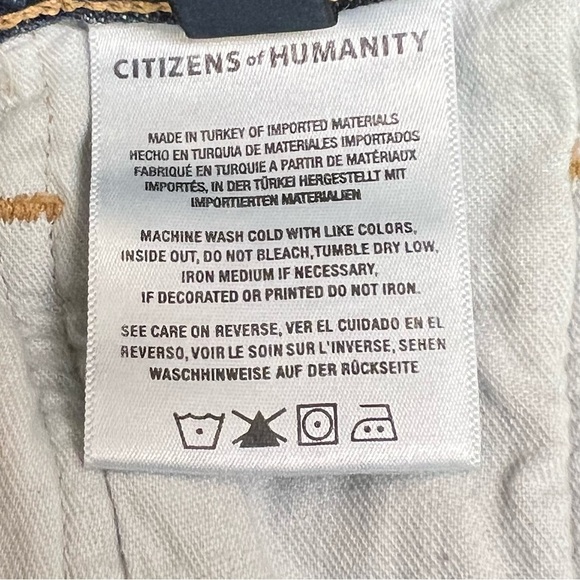 CITIZENS of HUMANITY
MADE IN TURKEY OF IMPORTED MATERIALS
HECHO EN TURQUIA DE MATERIALES IMPORTADOS
FABRIQUÉ EN TURQUIE A PARTIR DE MATÉRIAUX
IMPORTÉS, IN DER TÜRKEI HERGESTELLT MIT
IMPORTIERTEN MATERIALIEN
MACHINE WASH COLD WITH LIKE COLORS,
INSIDE OUT, DO NOT BLEACH, TUMBLE DRY LOW,
IRON MEDIUM IF NECESSARY,
IF DECORATED OR PRINTED DO NOT IRON.
SEE CARE ON REVERSE, VER EL CUIDADO EN EL
REVERSO, VOIR LE SOIN SUR L'INVERSE, SEHEN
WASCHHINWEISE AUF DER RÜCKSEITE